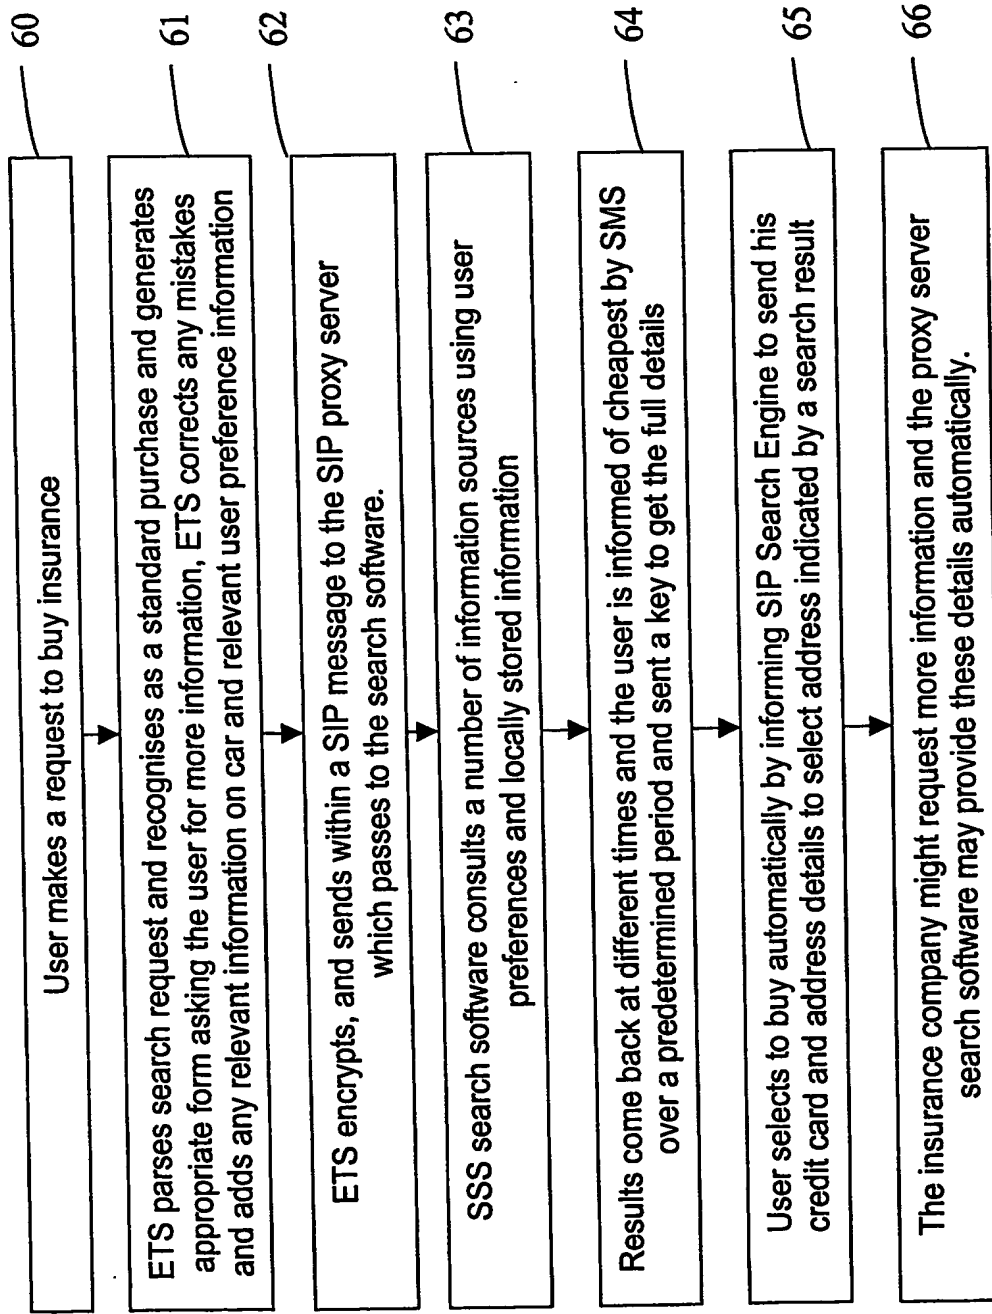 User makes a request to buy insurance
60
ETS parses search request and recognises as a standard purchase and generates
appropriate form asking the user for more information, ETS corrects any mistakes
and adds any relevant information on car and relevant user preference information
61
ETS encrypts, and sends within a SIP message to the SIP proxy server
which passes to the search software.
62
SSS search software consults a number of information sources using user
preferences and locally stored information
63
Results come back at different times and the user is informed of cheapest by SMS
over a predetermined period and sent a key to get the full details
64
User selects to buy automatically by informing SIP Search Engine to send his
credit card and address details to select address indicated by a search result
65
The insurance company might request more information and the proxy server
search software may provide these details automatically.
66